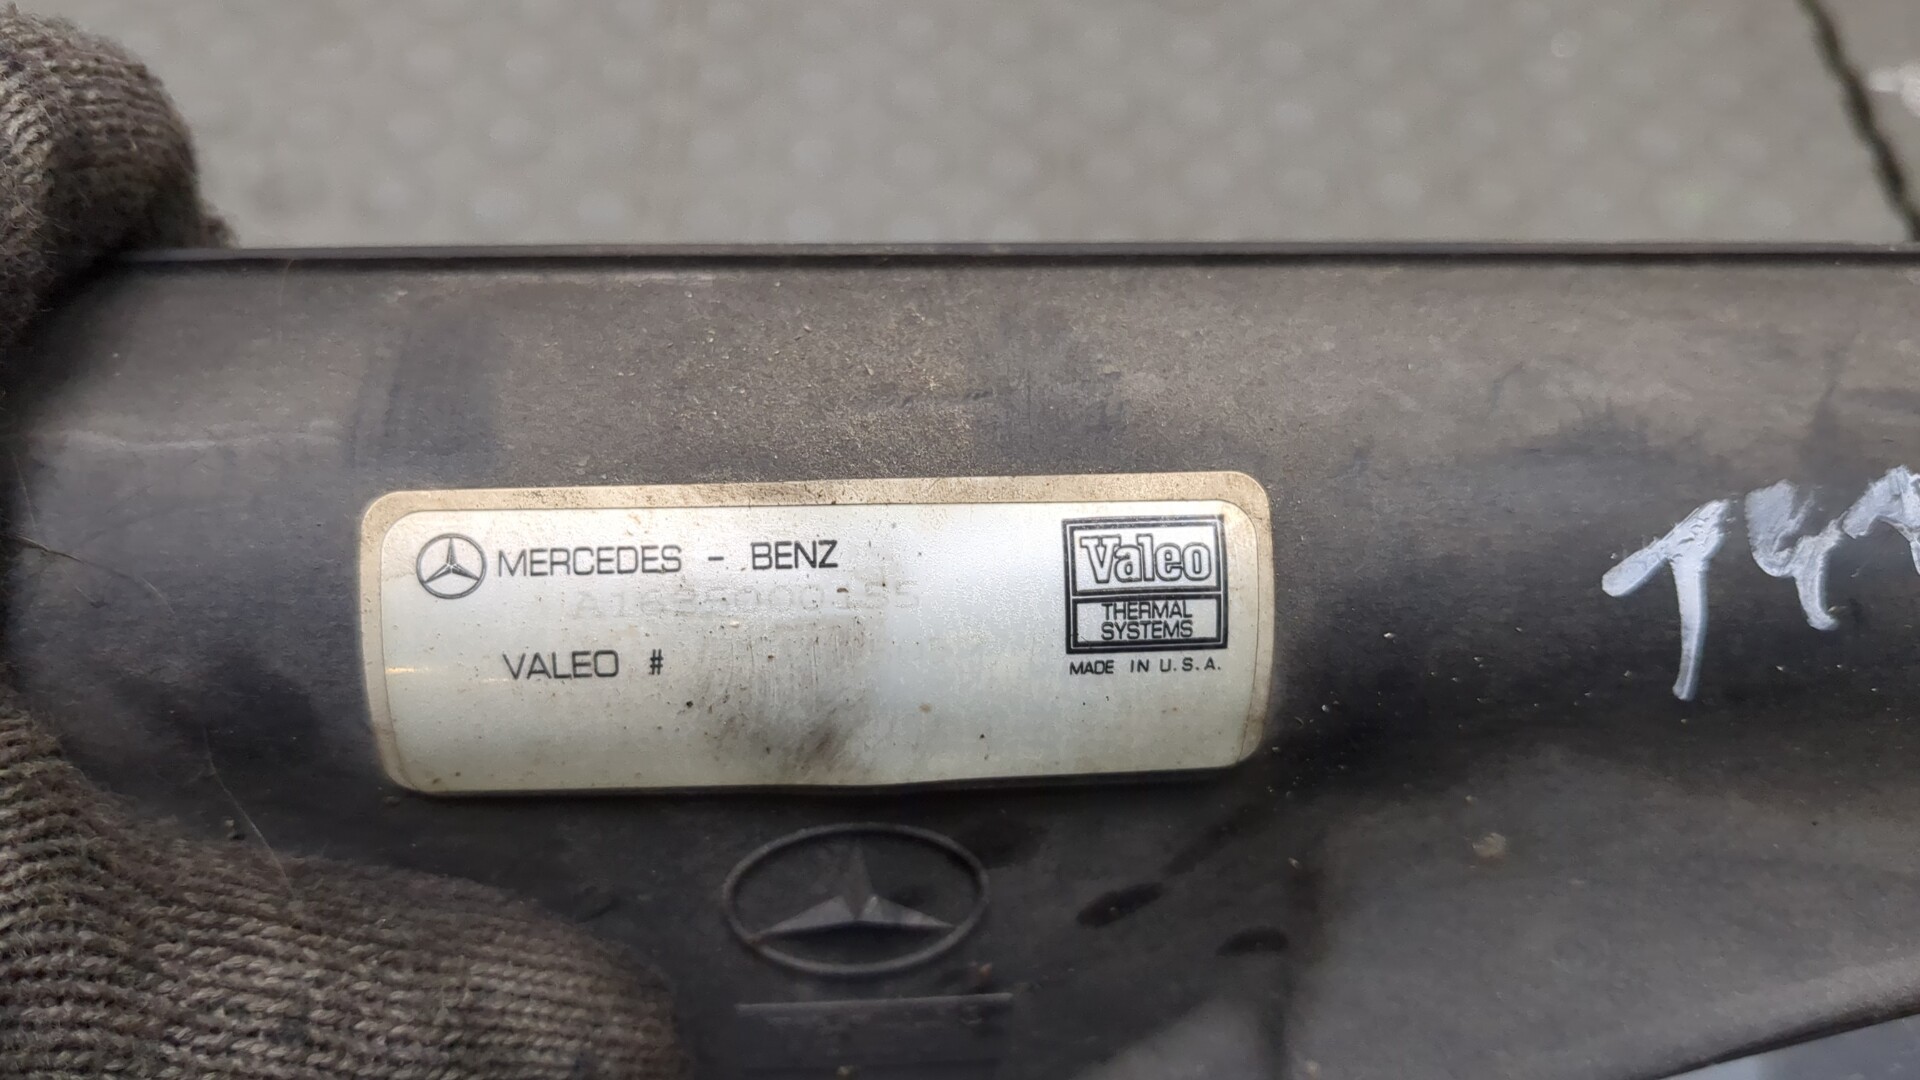 MERCEDES - BENZ
VALEO #
Valeo
THERMAL
SYSTEMS
MADE IN U.S.A.